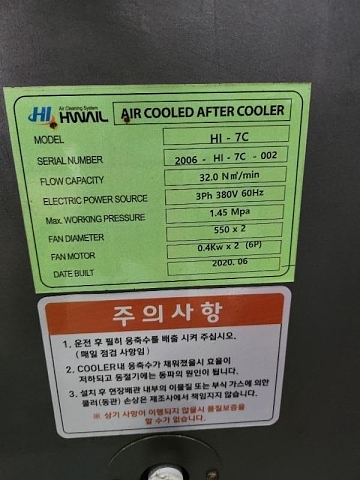 Air Cleaning System
HI HWAIL AIR COOLED AFTER COOLER
MODEL HI - 7C
SERIAL NUMBER 2006 - HI - 7C - 002
FLOW CAPACITY 32.0 N㎥/min
ELECTRIC POWER SOURCE 3Ph 380V 60Hz
Max. WORKING PRESSURE 1.45 Mpa
FAN DIAMETER 550 x 2
FAN MOTOR 0.4Kw x 2 (6P)
DATE BUILT 2020. 06
주의사항
1. 운전 후 필히 응축수를 배출 시켜 주십시오.
(매일 점검 사항임)
2. COOLER내 응축수가 채워졌을시 효율이
저하되고 동절기에는 동파의 원인이 됩니다.
3. 설치 후 현장배관 내부의 이물질 또는 부식 가스에 의한
쿨러(동관) 손상은 제조사에서 책임지지 않습니다.
※ 상기 사항이 이행되지 않을시 품질보증을
할 수가 없습니다.